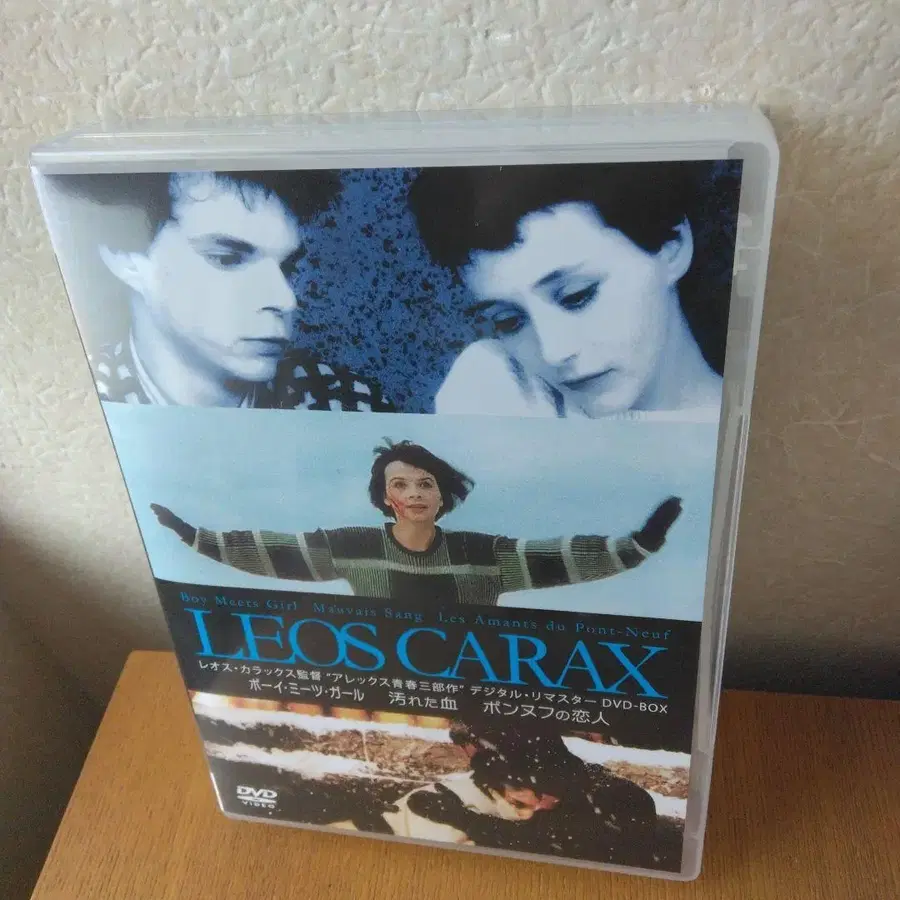 Boy Meets Girl Mauvais Sang Les Amants du Pont-Neuf
LEOS CARAX
レオス・カラックス監督 "アレックス青春三部作" デジタル・リマスター DVD-BOX
ボーイ・ミーツ・ガール 汚れた血 ポンヌフの恋人
DVD
VIDEO